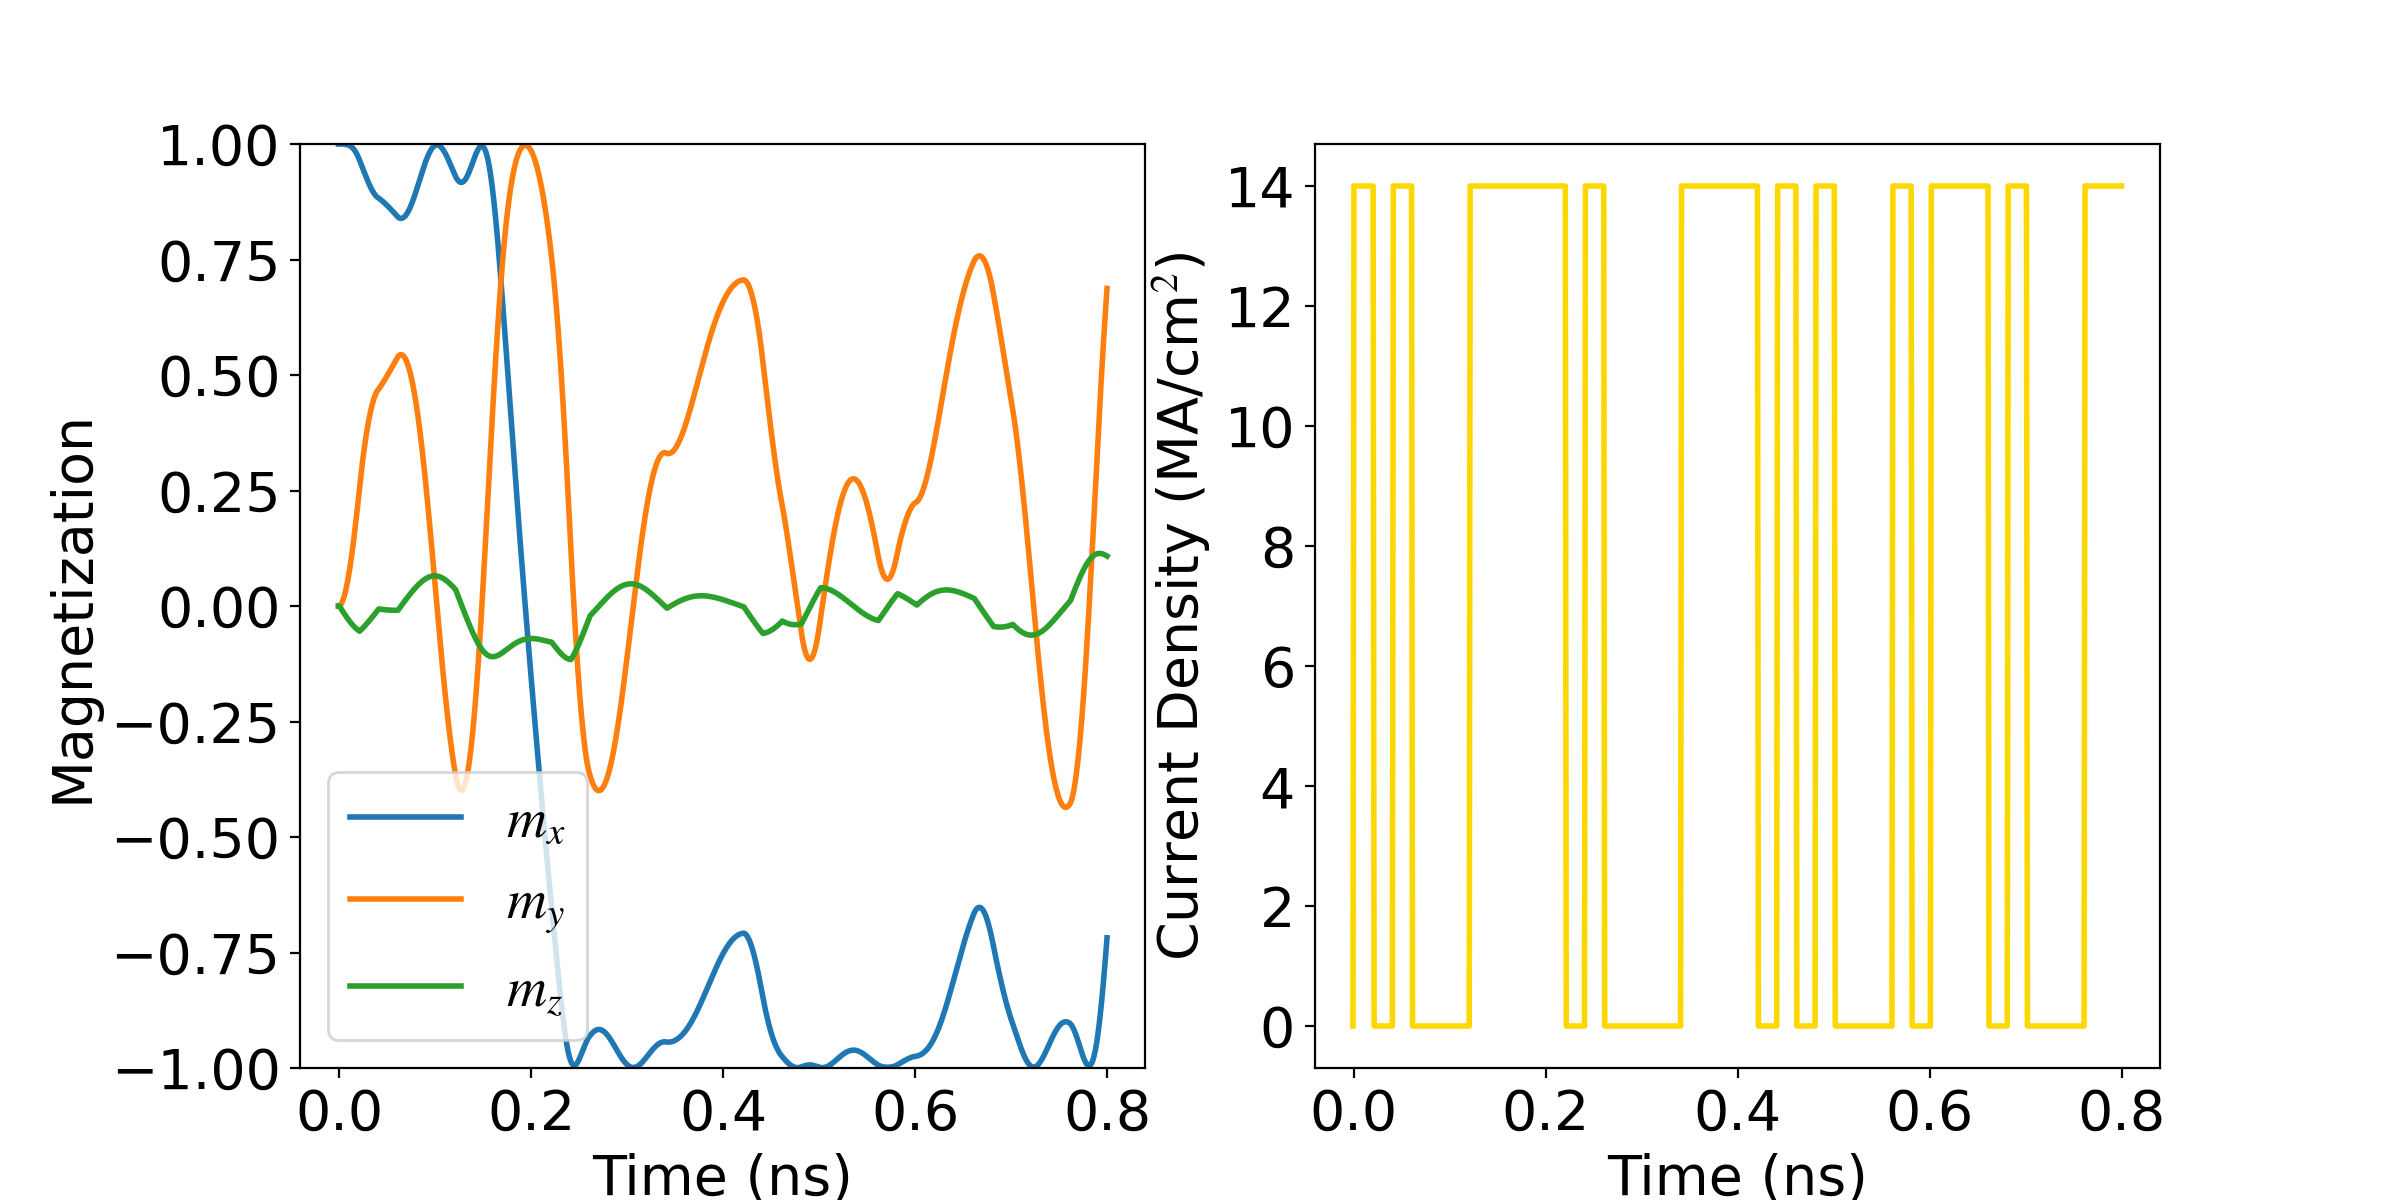 1.00
0.75
0.50
0.25
0.00
−0.25
−0.50
−0.75
−1.00
Magnetization
m_x
m_y
m_z
0.0 0.2 0.4 0.6 0.8
Time (ns)
14
12
10
8
6
4
2
0
Current Density (MA/cm²)
0.0 0.2 0.4 0.6 0.8
Time (ns)